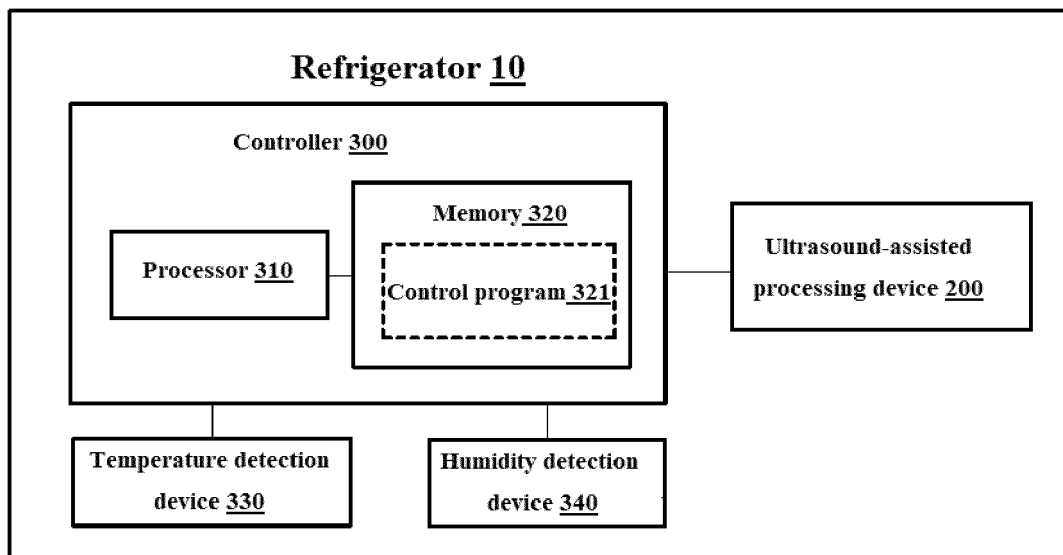 Refrigerator 10
Controller 300
Memory 320
Processor 310
Control program 321
Ultrasound-assisted
processing device 200
Temperature detection
device 330
Humidity detection
device 340